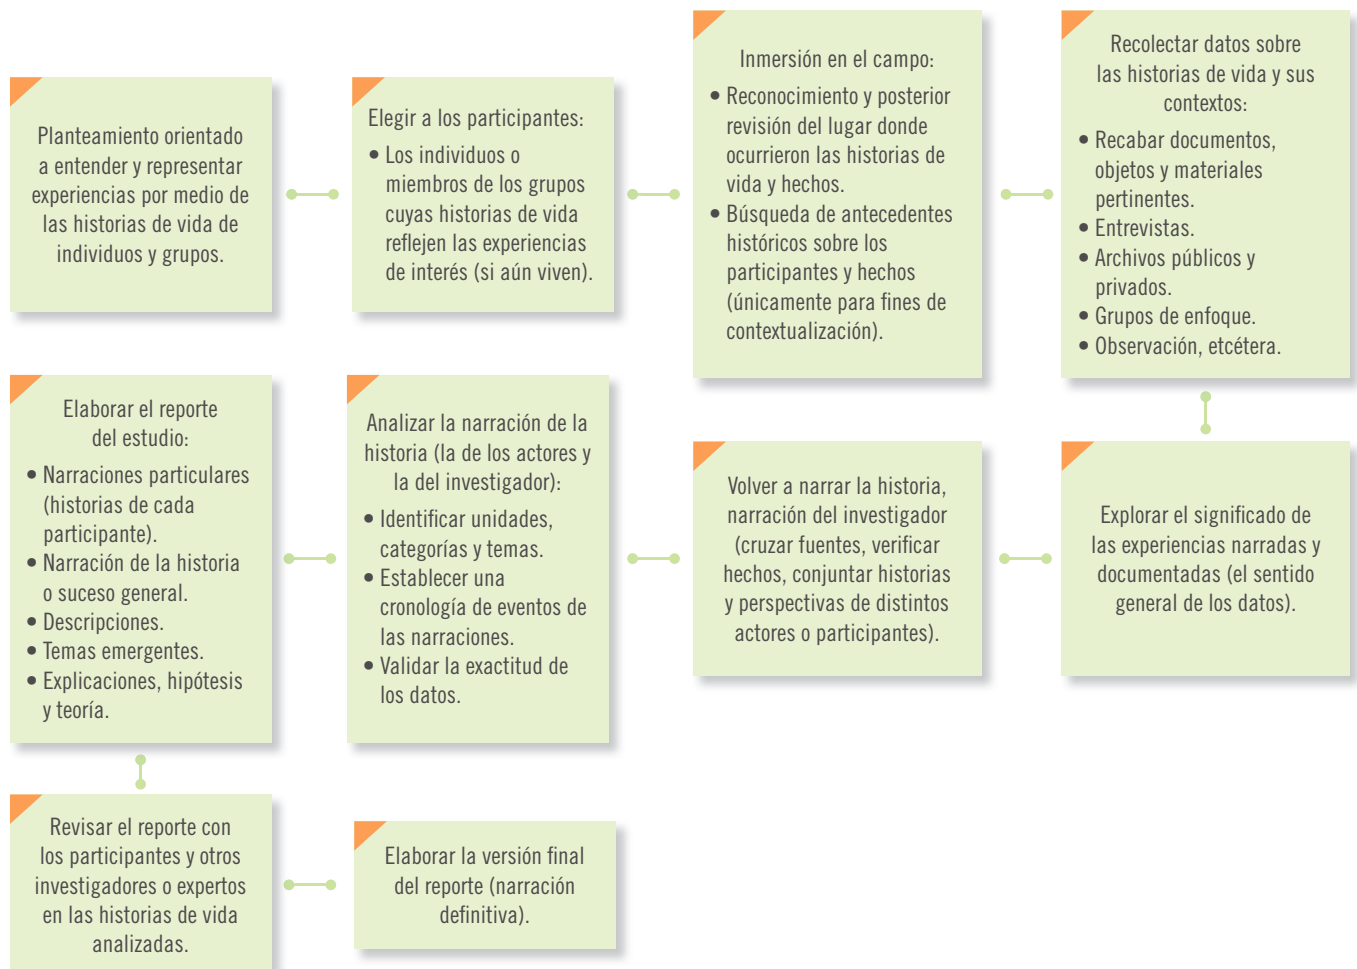 Planteamiento orientado
a entender y representar
experiencias por medio de
las historias de vida de
individuos y grupos.
Elegir a los participantes:
• Los individuos o
miembros de los grupos
cuyas historias de vida
reflejen las experiencias
de interés (si aún viven).
Inmersión en el campo:
• Reconocimiento y posterior
revisión del lugar donde
ocurrieron las historias de
vida y hechos.
• Búsqueda de antecedentes
históricos sobre los
participantes y hechos
(únicamente para fines de
contextualización).
Recolectar datos sobre
las historias de vida y sus
contextos:
• Recabar documentos,
objetos y materiales
pertinentes.
• Entrevistas.
• Archivos públicos y
privados.
• Grupos de enfoque.
• Observación, etcétera.
Explorar el significado de
las experiencias narradas y
documentadas (el sentido
general de los datos).
Volver a narrar la historia,
narración del investigador
(cruzar fuentes, verificar
hechos, conjuntar historias
y perspectivas de distintos
actores o participantes).
Analizar la narración de la
historia (la de los actores y
la del investigador):
• Identificar unidades,
categorías y temas.
• Establecer una
cronología de eventos de
las narraciones.
• Validar la exactitud de
los datos.
Elaborar el reporte
del estudio:
• Narraciones particulares
(historias de cada
participante).
• Narración de la historia
o suceso general.
• Descripciones.
• Temas emergentes.
• Explicaciones, hipótesis
y teoría.
Revisar el reporte con
los participantes y otros
investigadores o expertos
en las historias de vida
analizadas.
Elaborar la versión final
del reporte (narración
definitiva).